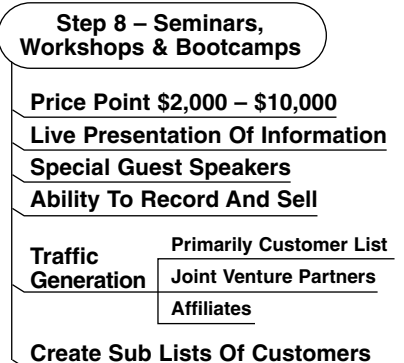 Step 8 – Seminars,
Workshops & Bootcamps
Price Point $2,000 – $10,000
Live Presentation Of Information
Special Guest Speakers
Ability To Record And Sell
Traffic
Generation
Primarily Customer List
Joint Venture Partners
Affiliates
Create Sub Lists Of Customers